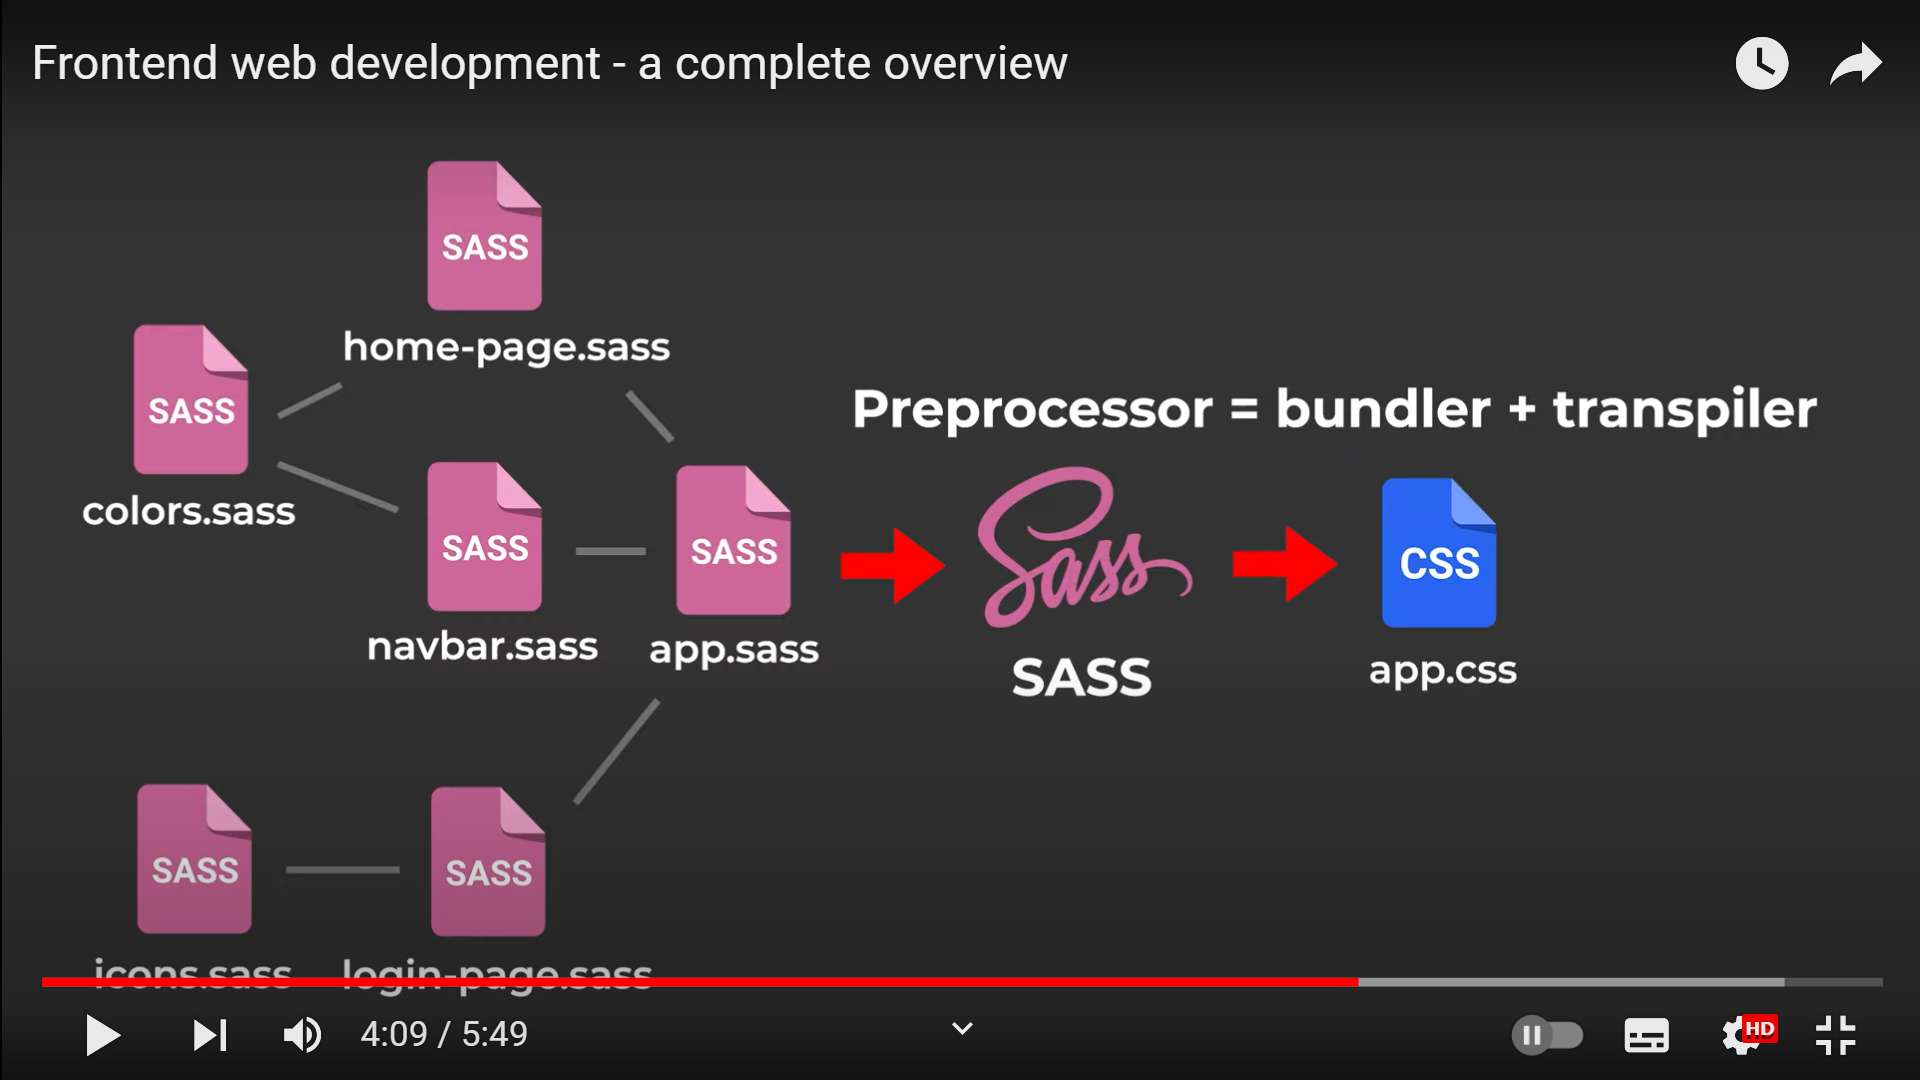 Frontend web development - a complete overview
SASS
home-page.sass
SASS
colors.sass
Preprocessor = bundler + transpiler
SASS
navbar.sass
SASS
app.sass
Sass
SASS
CSS
app.css
SASS
icons.sass
SASS
login-page.sass
4:09 / 5:49
HD